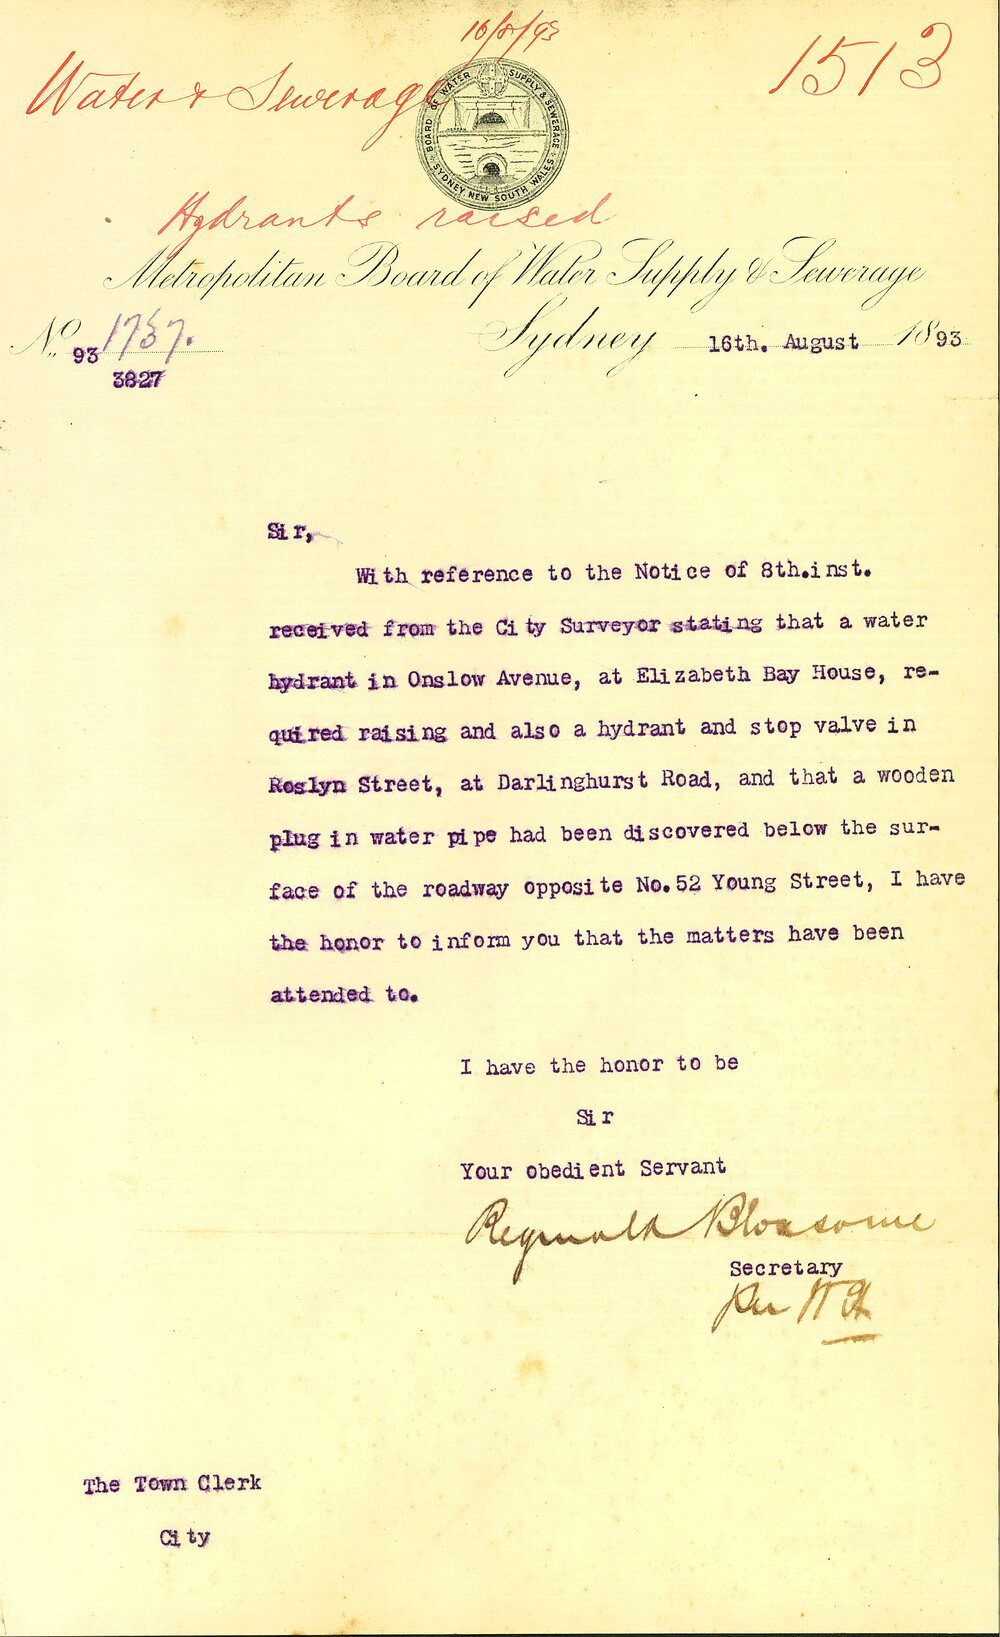 16/8/93
Water & Sewerage
1513
BOARD OF WATER SUPPLY & SEWERAGE
SYDNEY, NEW SOUTH WALES
Hydrants raised
Metropolitan Board of Water Supply & Sewerage
No. 93 1757.
3827
Sydney 16th. August 1893
Sir,
With reference to the Notice of 8th.inst.
received from the City Surveyor stating that a water
hydrant in Onslow Avenue, at Elizabeth Bay House, re-
quired raising and also a hydrant and stop valve in
Roslyn Street, at Darlinghurst Road, and that a wooden
plug in water pipe had been discovered below the sur-
face of the roadway opposite No.52 Young Street, I have
the honor to inform you that the matters have been
attended to.
I have the honor to be
Sir
Your obedient Servant
Reginald Bloxsome
Secretary
per
The Town Clerk
City